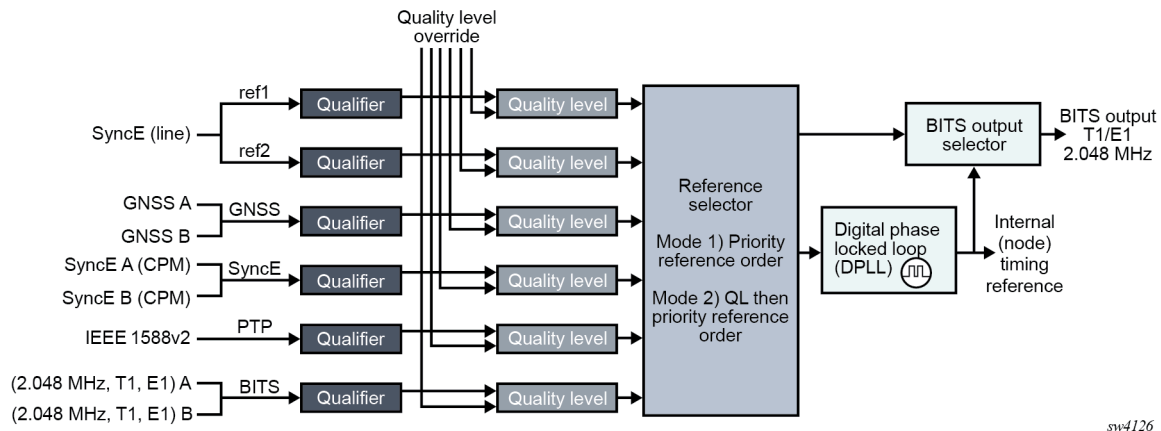 Quality level
override
SyncE (line)
ref1
Qualifier
Quality level
ref2
Qualifier
Quality level
GNSS A
GNSS B
GNSS
Qualifier
Quality level
SyncE A (CPM)
SyncE B (CPM)
SyncE
Qualifier
Quality level
IEEE 1588v2
PTP
Qualifier
Quality level
(2.048 MHz, T1, E1) A
(2.048 MHz, T1, E1) B
BITS
Qualifier
Quality level
Reference
selector
Mode 1) Priority
reference order
Mode 2) QL then
priority reference
order
BITS output
selector
BITS output
T1/E1
2.048 MHz
Digital phase
locked loop
(DPLL)
Internal
(node)
timing
reference
sw4126